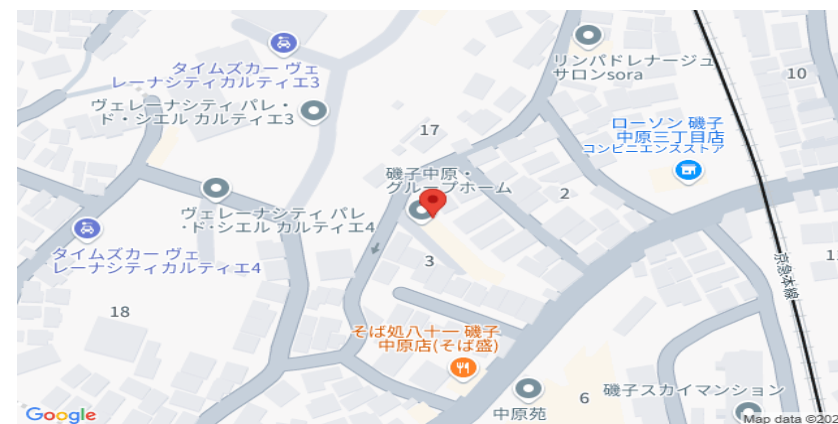 リンパドレナージュ
サロンsora
タイムズカー ヴェ
レーナシティカルティエ3
10
ヴェレーナシティ パレ・
ド・シエル カルティエ3
17
ローソン 磯子
中原三丁目店
コンビニエンスストア
磯子中原・
グループホーム
2
ヴェレーナシティ パレ
・ド・シエル カルティエ4
タイムズカー ヴェ
レーナシティカルティエ4
3
京急本線
18
そば処八十一 磯子
中原店(そば盛)
6
磯子スカイマンション
中原苑
Google
Map data ©202